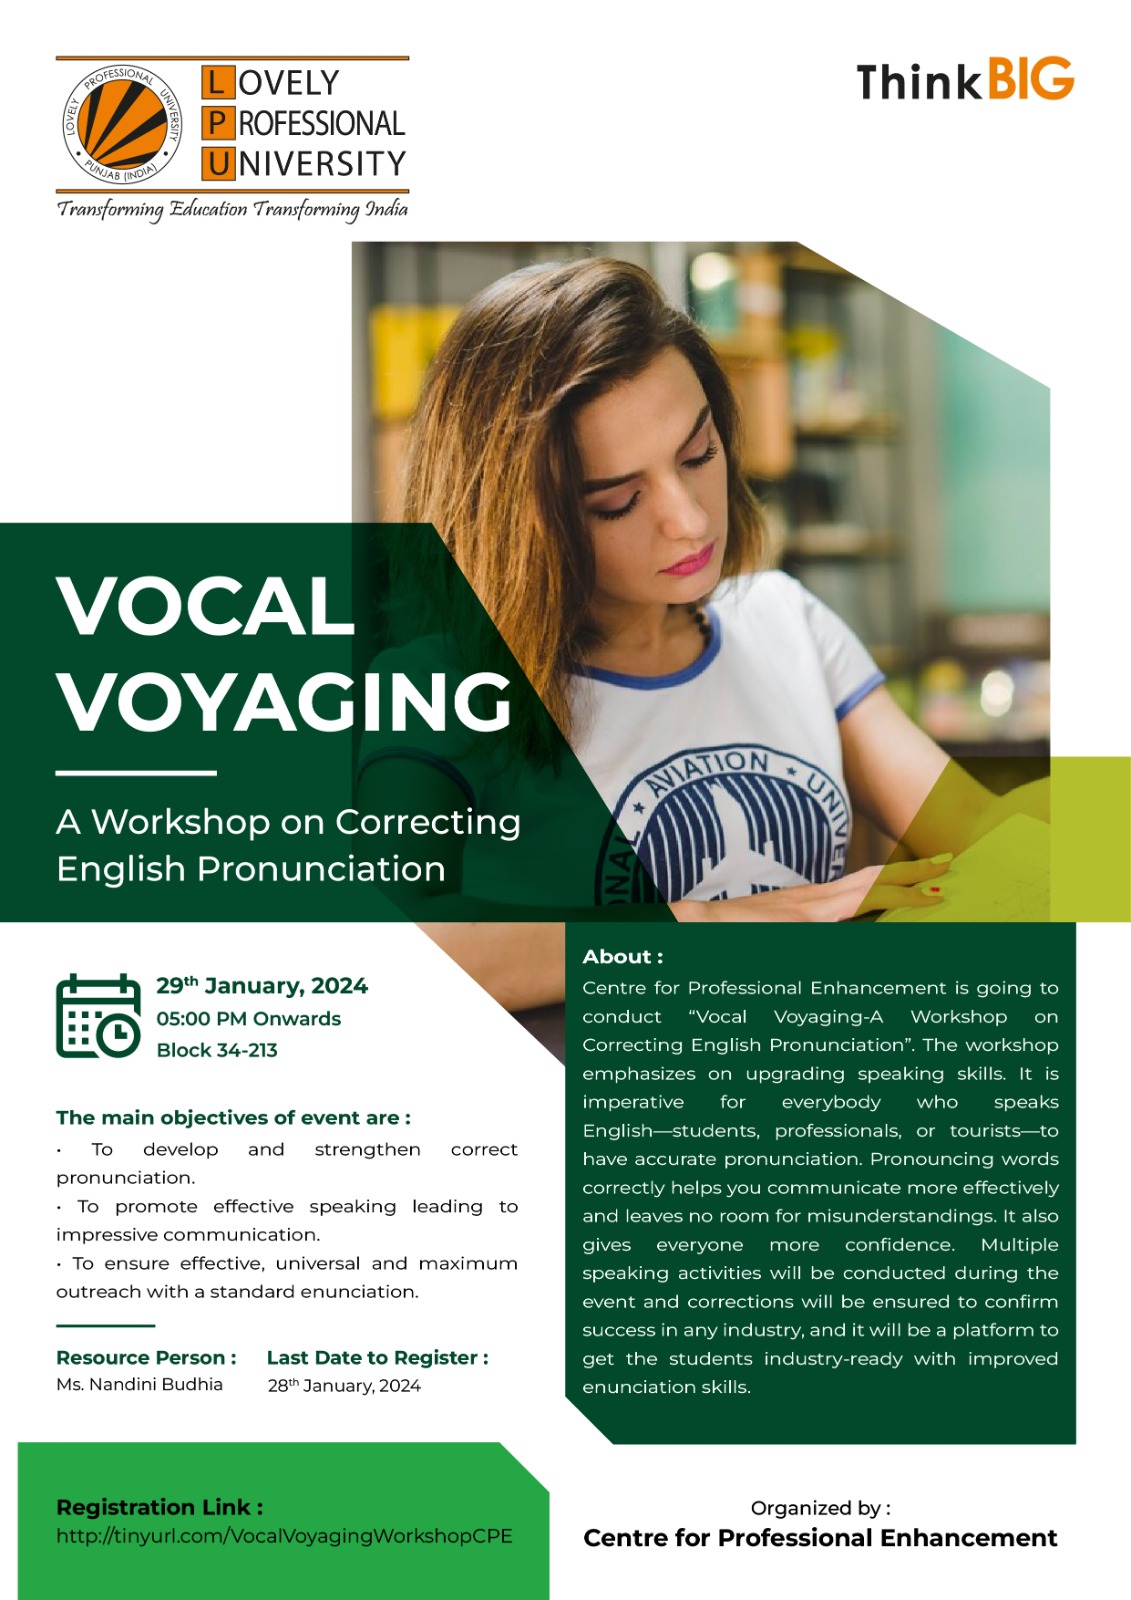 LOVELY PROFESSIONAL UNIVERSITY
PUNJAB (INDIA)
LOVELY
PROFESSIONAL
UNIVERSITY
Transforming Education Transforming India
ThinkBIG
AVIATION UNIVER
NAL
VOCAL
VOYAGING
A Workshop on Correcting
English Pronunciation
29th January, 2024
05:00 PM Onwards
Block 34-213
The main objectives of event are :
• To develop and strengthen correct
pronunciation.
• To promote effective speaking leading to
impressive communication.
• To ensure effective, universal and maximum
outreach with a standard enunciation.
Resource Person :
Ms. Nandini Budhia
Last Date to Register :
28th January, 2024
About :
Centre for Professional Enhancement is going to
conduct “Vocal Voyaging-A Workshop on
Correcting English Pronunciation”. The workshop
emphasizes on upgrading speaking skills. It is
imperative for everybody who speaks
English—students, professionals, or tourists—to
have accurate pronunciation. Pronouncing words
correctly helps you communicate more effectively
and leaves no room for misunderstandings. It also
gives everyone more confidence. Multiple
speaking activities will be conducted during the
event and corrections will be ensured to confirm
success in any industry, and it will be a platform to
get the students industry-ready with improved
enunciation skills.
Registration Link :
http://tinyurl.com/VocalVoyagingWorkshopCPE
Organized by :
Centre for Professional Enhancement